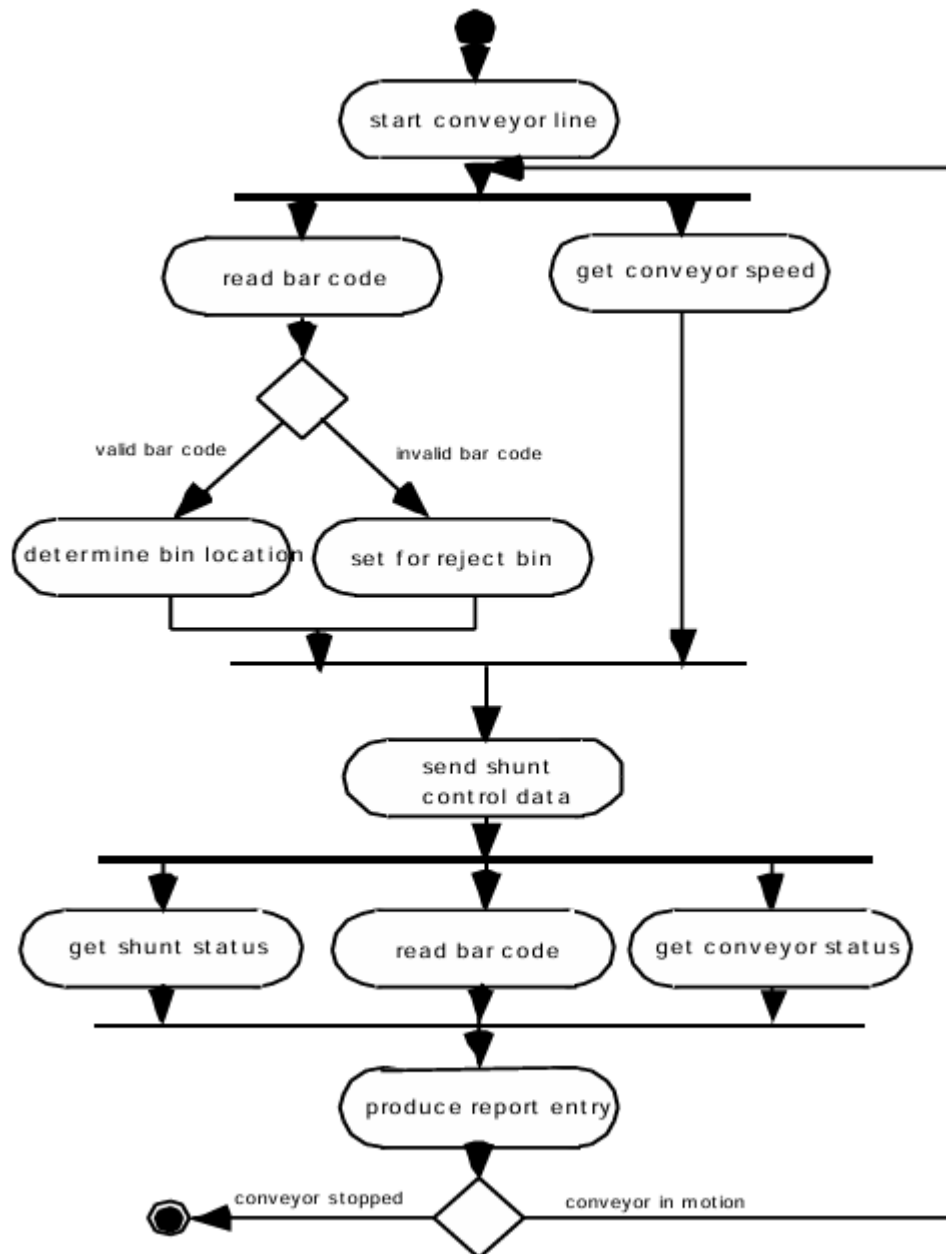 start conveyor line
read bar code
get conveyor speed
valid bar code
invalid bar code
determine bin location
set for reject bin
send shunt
control data
get shunt status
read bar code
get conveyor status
produce report entry
conveyor stopped
conveyor in motion